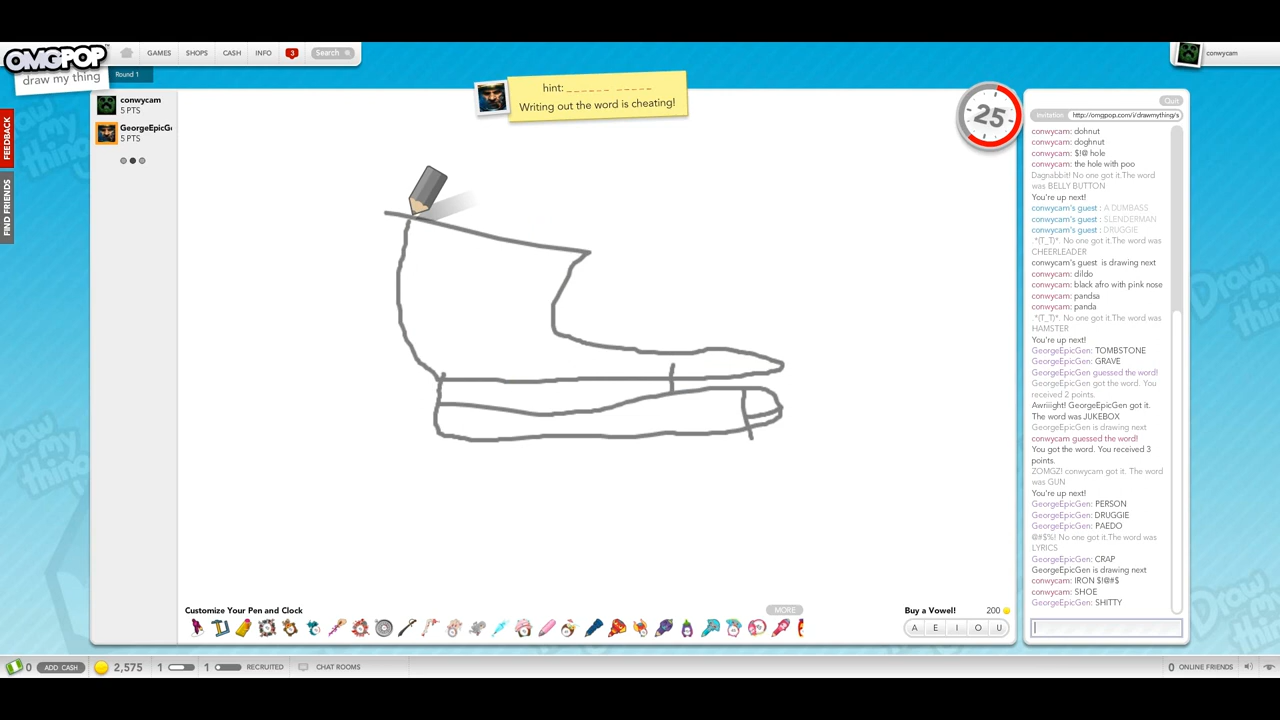 OMGPOP
GAMES SHOPS CASH INFO 3 Search
conwycam
draw my thing
Round 1
FEEDBACK
FIND FRIENDS
conwycam
5 PTS
GeorgeEpicGe
5 PTS
hint: ______ _____
Writing out the word is cheating!
25
Quit
invitation http://omgpop.com/i/drawmything/s
conwycam: dohnut
conwycam: doghnut
conwycam: $!@ hole
conwycam: the hole with poo
Dagnabbit! No one got it.The word
was BELLY BUTTON
You're up next!
conwycam's guest : A DUMBASS
conwycam's guest : SLENDERMAN
conwycam's guest : DRUGGIE
.*(T_T)*. No one got it.The word was
CHEERLEADER
conwycam's guest is drawing next
conwycam: dildo
conwycam: black afro with pink nose
conwycam: pandsa
conwycam: panda
.*(T_T)*. No one got it.The word was
HAMSTER
You're up next!
GeorgeEpicGen: TOMBSTONE
GeorgeEpicGen: GRAVE
GeorgeEpicGen guessed the word!
GeorgeEpicGen got the word. You
received 2 points.
Awriiight! GeorgeEpicGen got it.
The word was JUKEBOX
GeorgeEpicGen is drawing next
conwycam guessed the word!
You got the word. You received 3
points.
ZOMGZ! conwycam got it. The word
was GUN
You're up next!
GeorgeEpicGen: PERSON
GeorgeEpicGen: DRUGGIE
GeorgeEpicGen: PAEDO
@#$%! No one got it.The word was
LYRICS
GeorgeEpicGen: CRAP
GeorgeEpicGen is drawing next
conwycam: IRON $!@#$
conwycam: SHOE
GeorgeEpicGen: SHITTY
Customize Your Pen and Clock MORE
Buy a Vowel! 200
A E I O U
0 ADD CASH 2,575 1 1 RECRUITED CHAT ROOMS
0 ONLINE FRIENDS